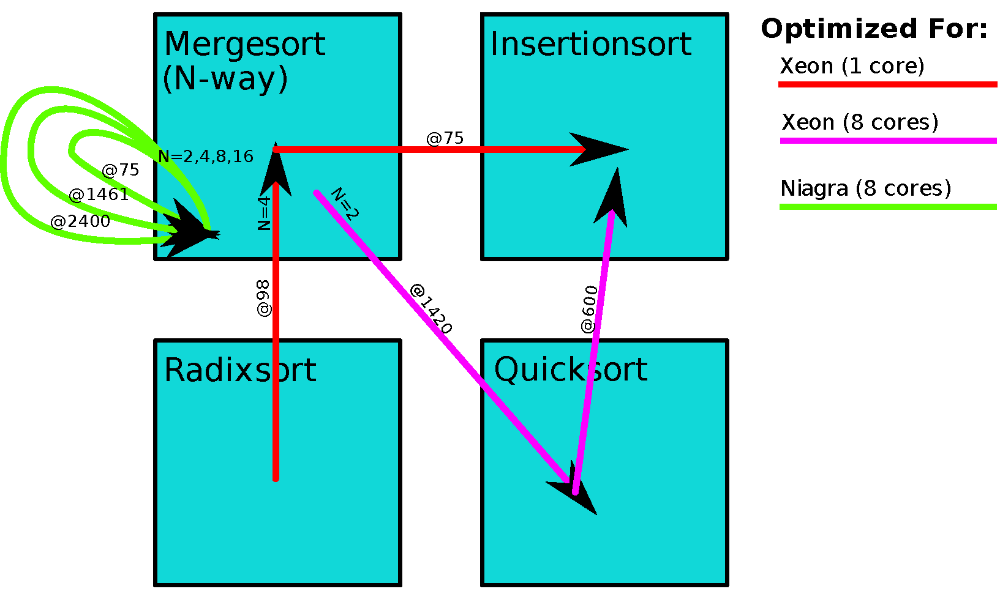 Mergesort
(N-way)
Insertionsort
Optimized For:
Xeon (1 core)
Xeon (8 cores)
Niagra (8 cores)
@75
N=2,4,8,16
@75
@1461
@2400
N=4
N=2
@98
@1420
@600
Radixsort
Quicksort